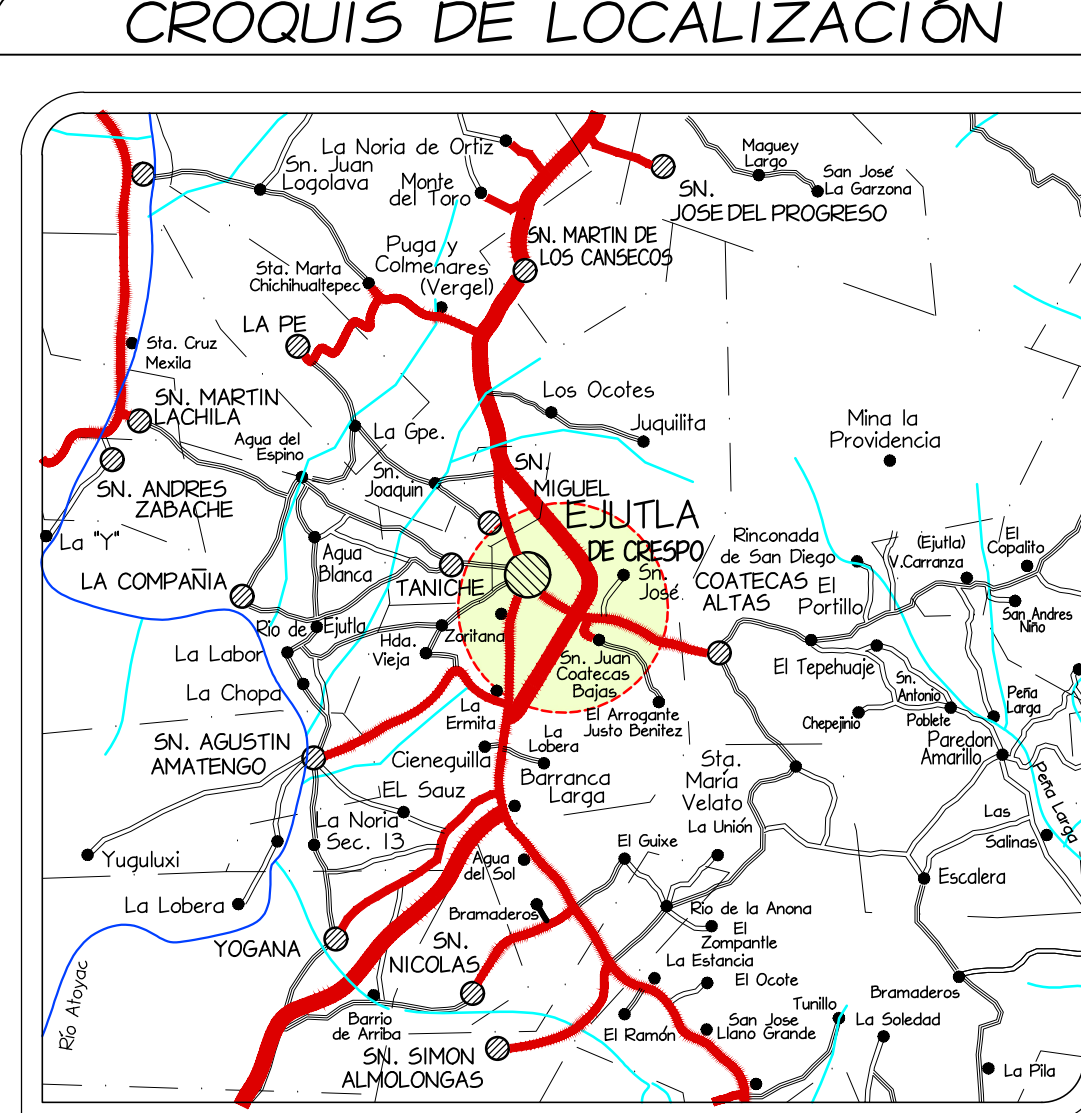 CROQUIS DE LOCALIZACIÓN
La Noria de Ortiz
Sn. Juan
Logolava
Monte
del Toro
Maguey
Largo
San José
La Garzona
SN.
JOSE DEL PROGRESO
SN. MARTIN DE
LOS CANSECOS
Puga y
Colmenares
(Vergel)
Sta. Marta
Chichihualtepec
LA PE
Sta. Cruz
Mexila
SN. MARTIN
LACHILA
Los Ocotes
Juquilita
Mina la
Providencia
La Gpe.
Agua del
Espino
Sn.
Joaquin
SN.
MIGUEL
SN. ANDRES
ZABACHE
EJUTLA
DE CRESPO
La "Y"
Agua
Blanca
LA COMPAÑIA
TANICHE
Sn.
José
Rinconada
de San Diego
(Ejutla)
V.Carranza
El
Copalito
COATECAS
ALTAS
El
Portillo
San Andres
Niño
Rio de Ejutla
Zoritana
Hda.
Vieja
La Labor
La Chopa
Sn. Juan
Coatecas
Bajas
El Tepehuaje
Sn.
Antonio
Poblete
Peña
Larga
Chepejinio
La
Ermita
El Arrogante
Justo Benitez
SN. AGUSTIN
AMATENGO
Cieneguilla
La
Lobera
Paredon
Amarillo
Sta.
María
Velato
Barranca
Larga
EL Sauz
Peña Larga
La Noria
Sec. 13
La Unión
Las
Salinas
El Guixe
Yuguluxi
Agua
del Sol
Escalera
La Lobera
Bramaderos
Rio de la Anona
El
Zompantle
YOGANA
SN.
NICOLAS
La Estancia
El Ocote
Bramaderos
Río Atoyac
Tunillo
La Soledad
Barrio
de Arriba
El Ramón
San Jose
Llano Grande
SN. SIMON
ALMOLONGAS
La Pila